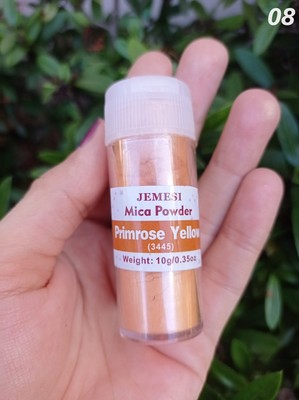 08
JEMESI
Mica Powder
Primrose Yellow
(3445)
Weight: 10g/0.35oz